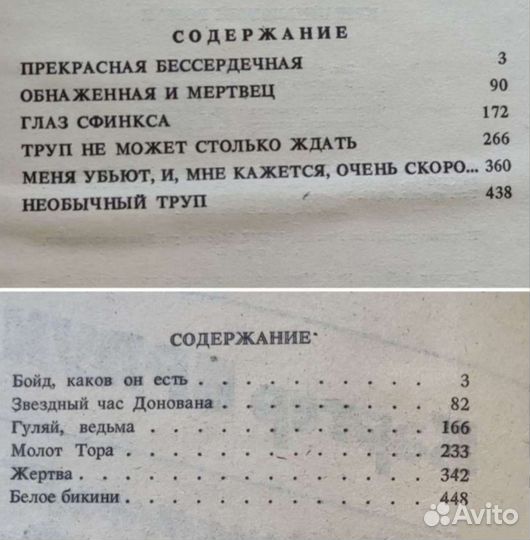 СОДЕРЖАНИЕ
ПРЕКРАСНАЯ БЕССЕРДЕЧНАЯ 3
ОБНАЖЕННАЯ И МЕРТВЕЦ 90
ГЛАЗ СФИНКСА 172
ТРУП НЕ МОЖЕТ СТОЛЬКО ЖДАТЬ 266
МЕНЯ УБЬЮТ, И, МНЕ КАЖЕТСЯ, ОЧЕНЬ СКОРО... 360
НЕОБЫЧНЫЙ ТРУП 438
СОДЕРЖАНИЕ
Бойд, каков он есть . . . . . . . . . . . 3
Звездный час Донована . . . . . . . . . . 82
Гуляй, ведьма . . . . . . . . . . . . . 166
Молот Тора . . . . . . . . . . . . . . 233
Жертва . . . . . . . . . . . . . . . . 342
Белое бикини . . . . . . . . . . . . . 448
Avito